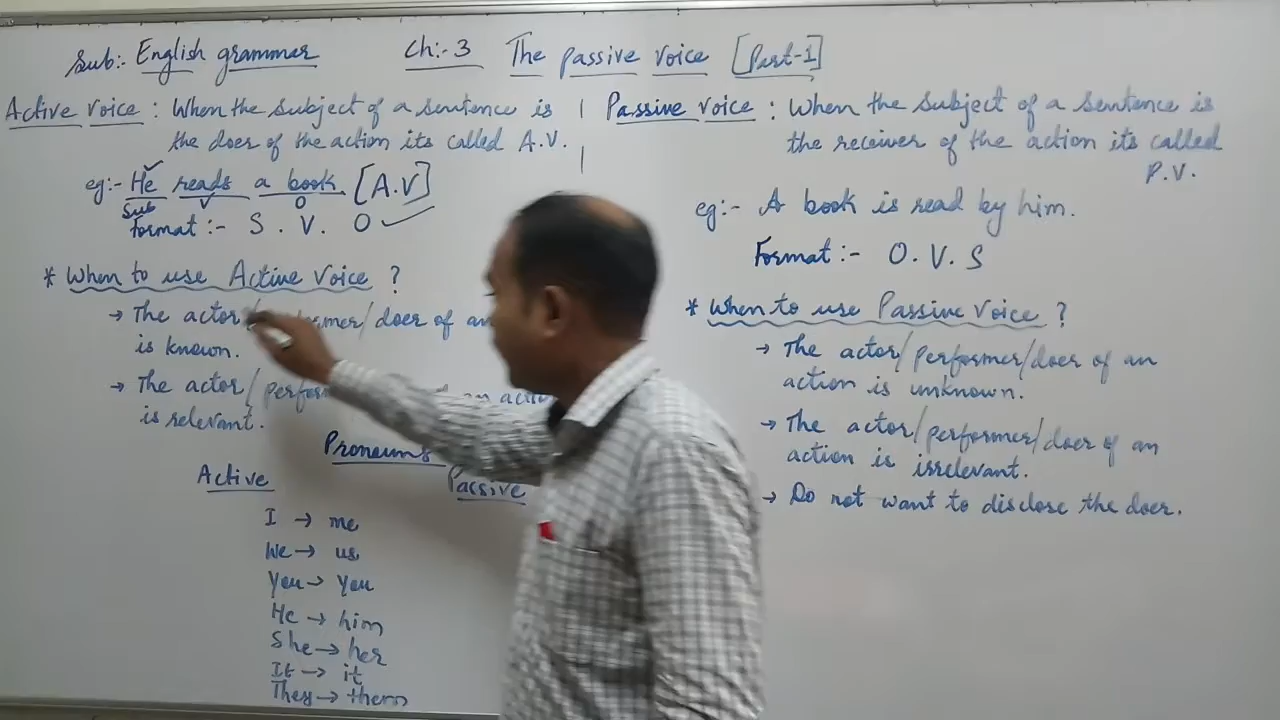 Sub:- English grammar Ch:-3 The passive voice [Part-1]
Active voice : When the subject of a sentence is
the doer of the action its called A.V.
eg:- He reads a book [A.V]
Sub V O
Format :- S. V. O
* When to use Active Voice ?
→ The actor/ /doer of an
is known.
→ The actor/
is relevant.
Pronouns
Active Passive
I → me
We → us
You → you
He → him
She → her
It → it
They → them
Passive voice : When the subject of a sentence is
the receiver of the action its called
P.V.
eg:- A book is read by him.
Format :- O. V. S
* When to use Passive Voice ?
→ The actor/performer/doer of an
action is unknown.
→ The actor/performer/doer of an
action is irrelevant.
→ Do not want to disclose the doer.